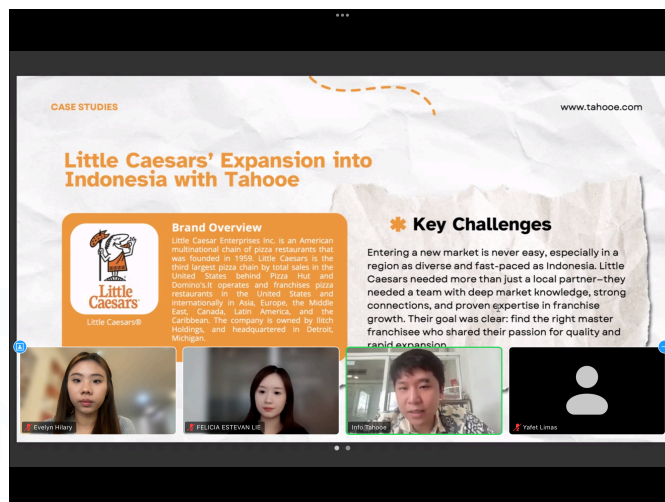 CASE STUDIES
www.tahooe.com
Little Caesars' Expansion into
Indonesia with Tahooe
Little
Caesars
Little Caesars®
Brand Overview
Little Caesar Enterprises Inc. is an American
multinational chain of pizza restaurants that
was founded in 1959. Little Caesars is the
third largest pizza chain by total sales in the
United States behind Pizza Hut and
Domino's.It operates and franchises pizza
restaurants in the United States and
internationally in Asia, Europe, the Middle
East, Canada, Latin America, and the
Caribbean. The company is owned by Ilitch
Holdings, and headquartered in Detroit,
Michigan.
Key Challenges
Entering a new market is never easy, especially in a
region as diverse and fast-paced as Indonesia. Little
Caesars needed more than just a local partner—they
needed a team with deep market knowledge, strong
connections, and proven expertise in franchise
growth. Their goal was clear: find the right master
franchisee who shared their passion for quality and
rapid expansion
Evelyn Hilary
FELICIA ESTEVAN LIE
Info Tahooe
Yafet Limas